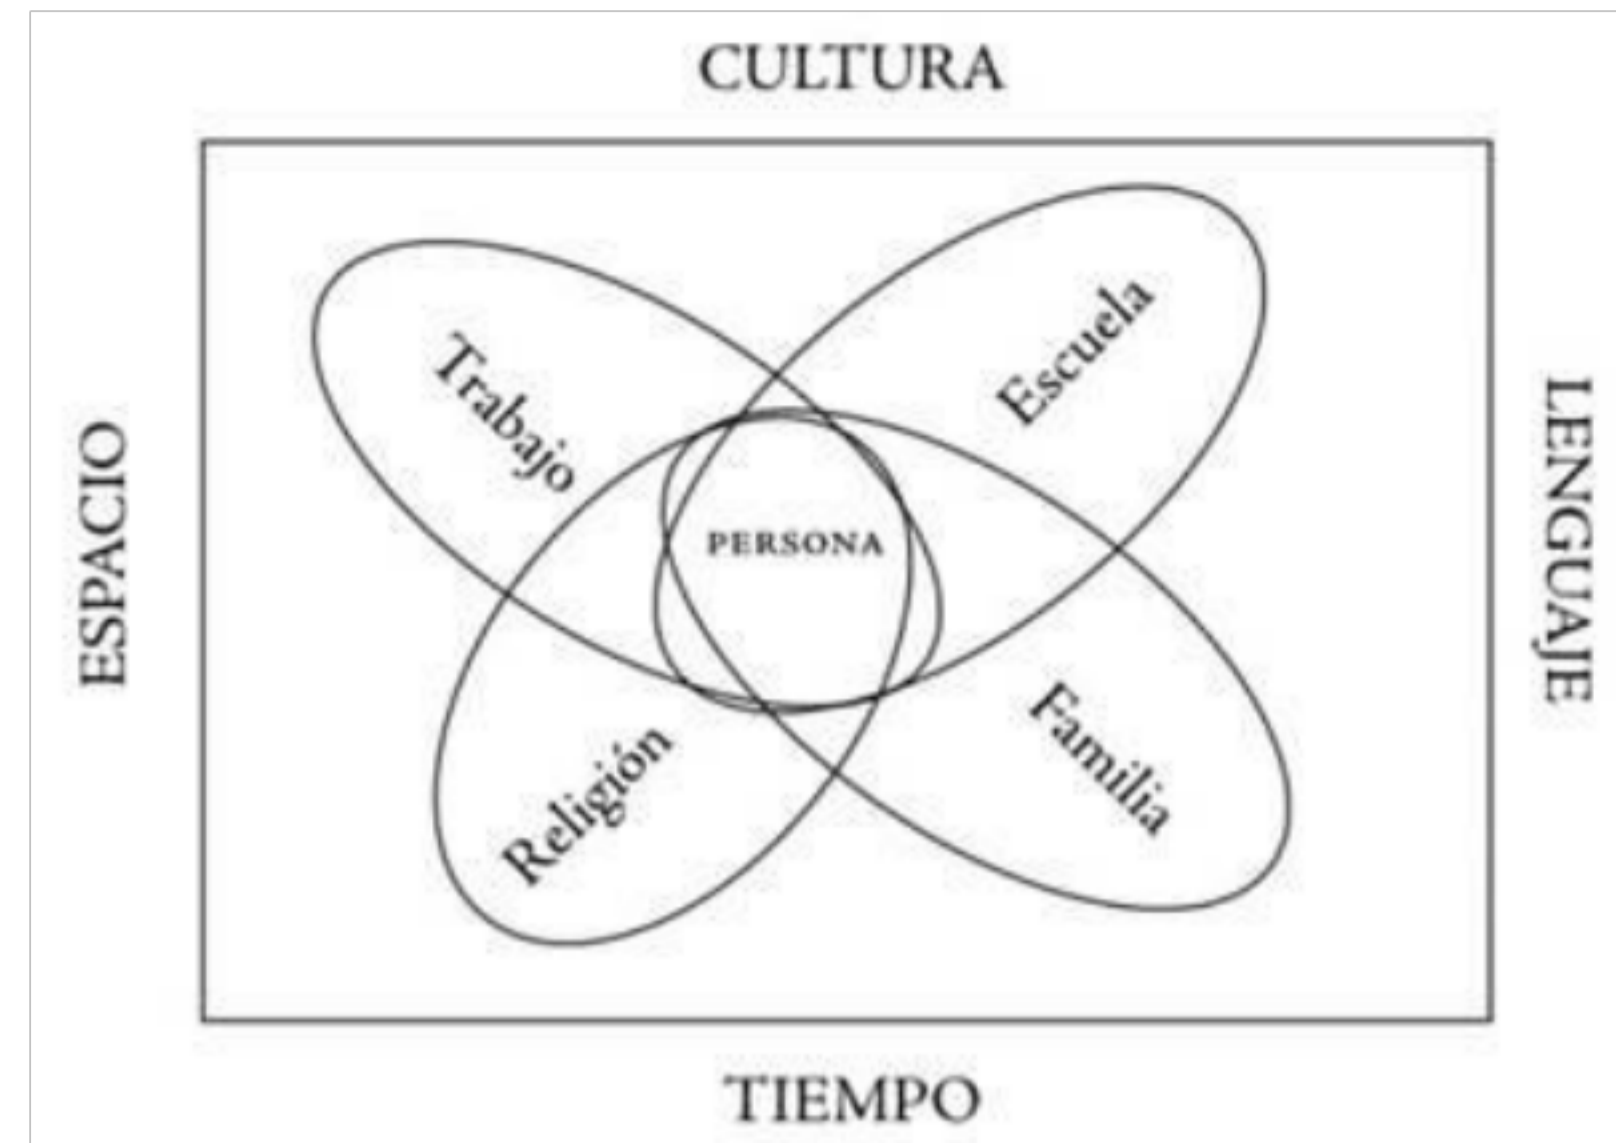 CULTURA
Trabajo
Escuela
ESPACIO
PERSONA
LENGUAJE
Religión
Familia
TIEMPO